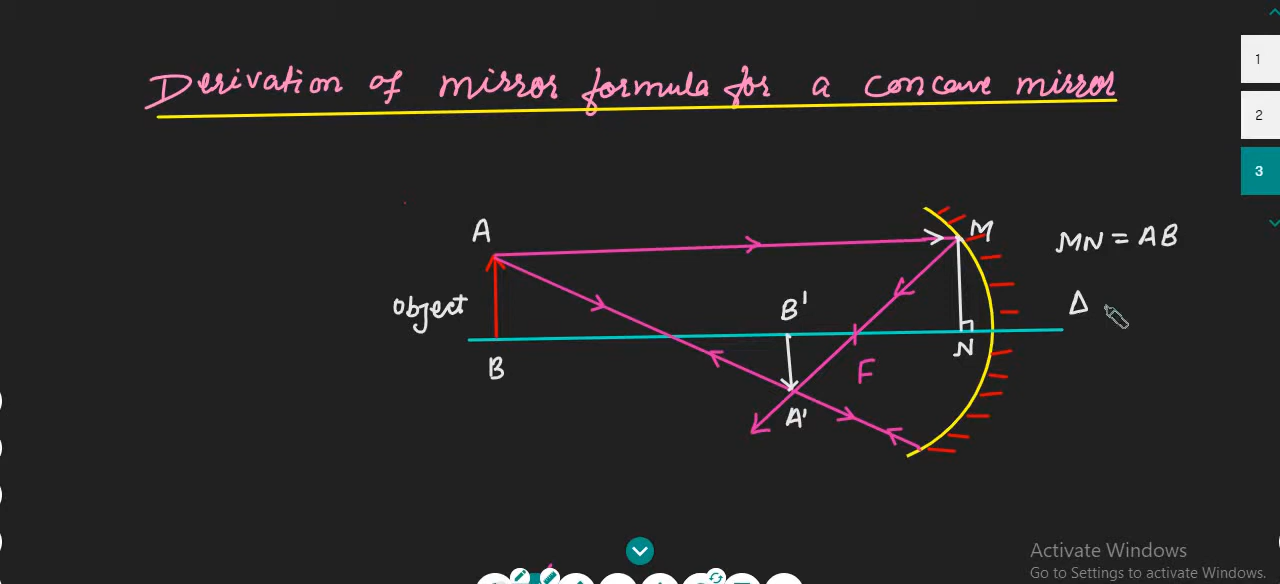 Derivation of mirror formula for a concave mirror
1
2
3
A
M
MN = AB
object
B'
Δ
B
F
N
A'
Activate Windows
Go to Settings to activate Windows.